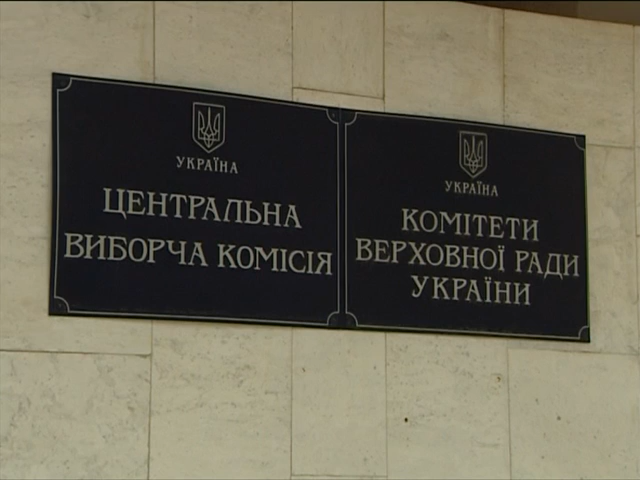 УКРАЇНА
ЦЕНТРАЛЬНА
ВИБОРЧА КОМІСІЯ
УКРАЇНА
КОМІТЕТИ
ВЕРХОВНОЇ РАДИ
УКРАЇНИ